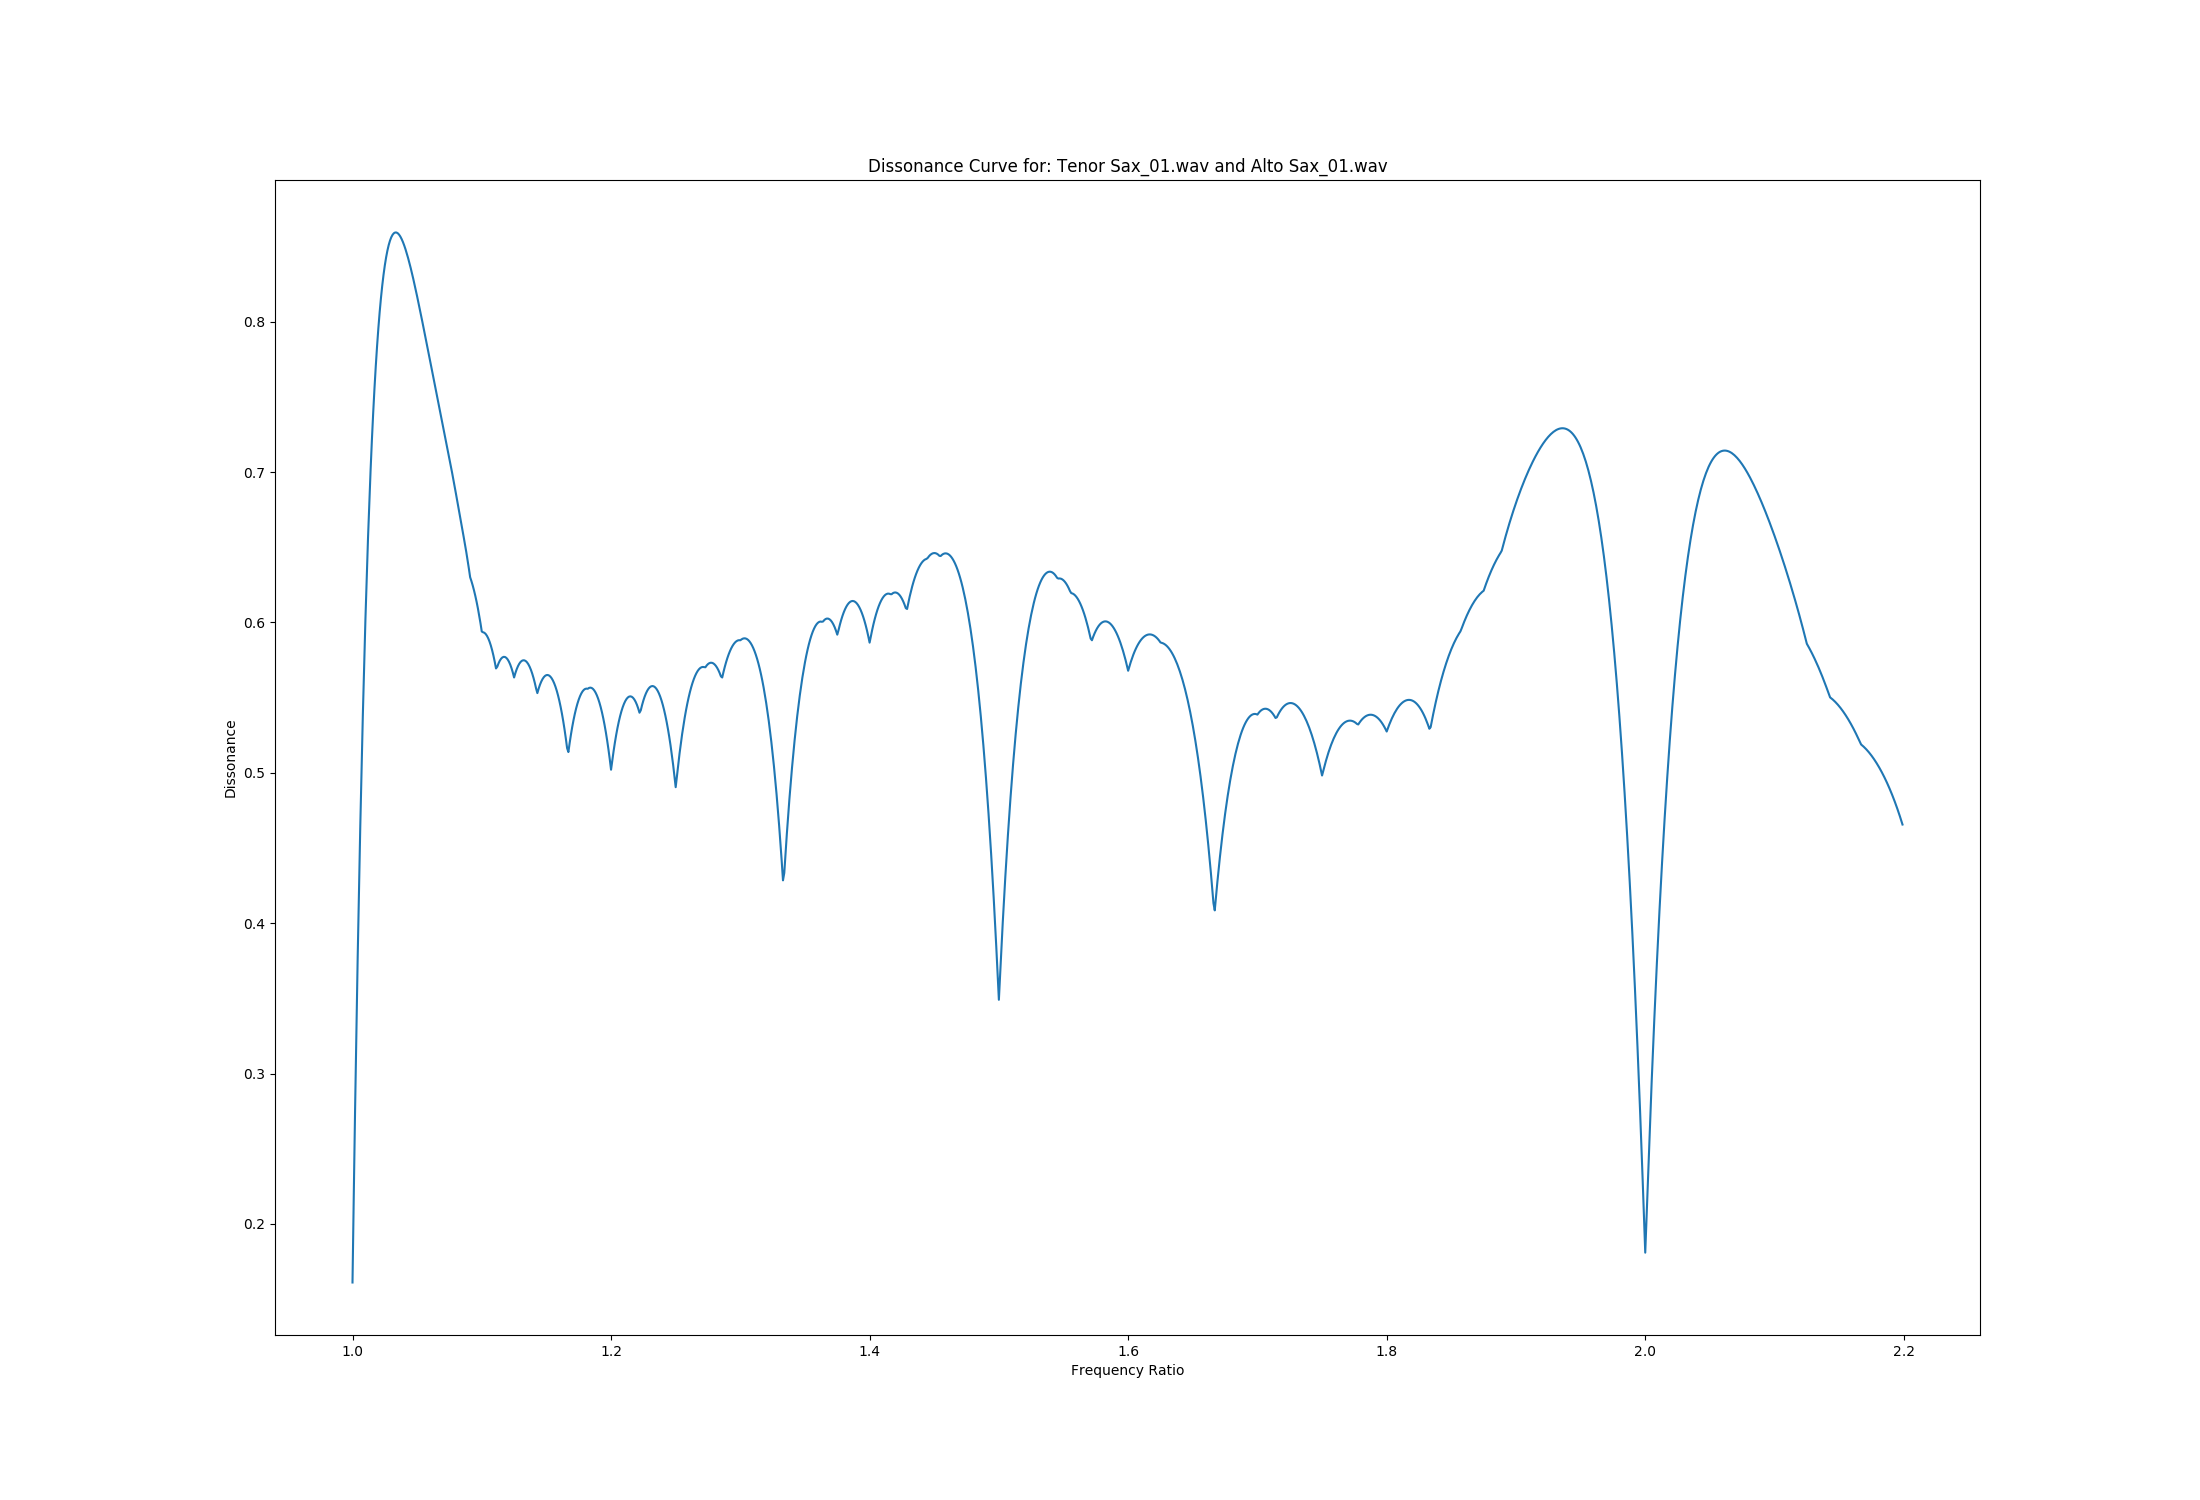 Dissonance Curve for: Tenor Sax_01.wav and Alto Sax_01.wav
0.8
0.7
0.6
0.5
0.4
0.3
0.2
Dissonance
1.0 1.2 1.4 1.6 1.8 2.0 2.2
Frequency Ratio